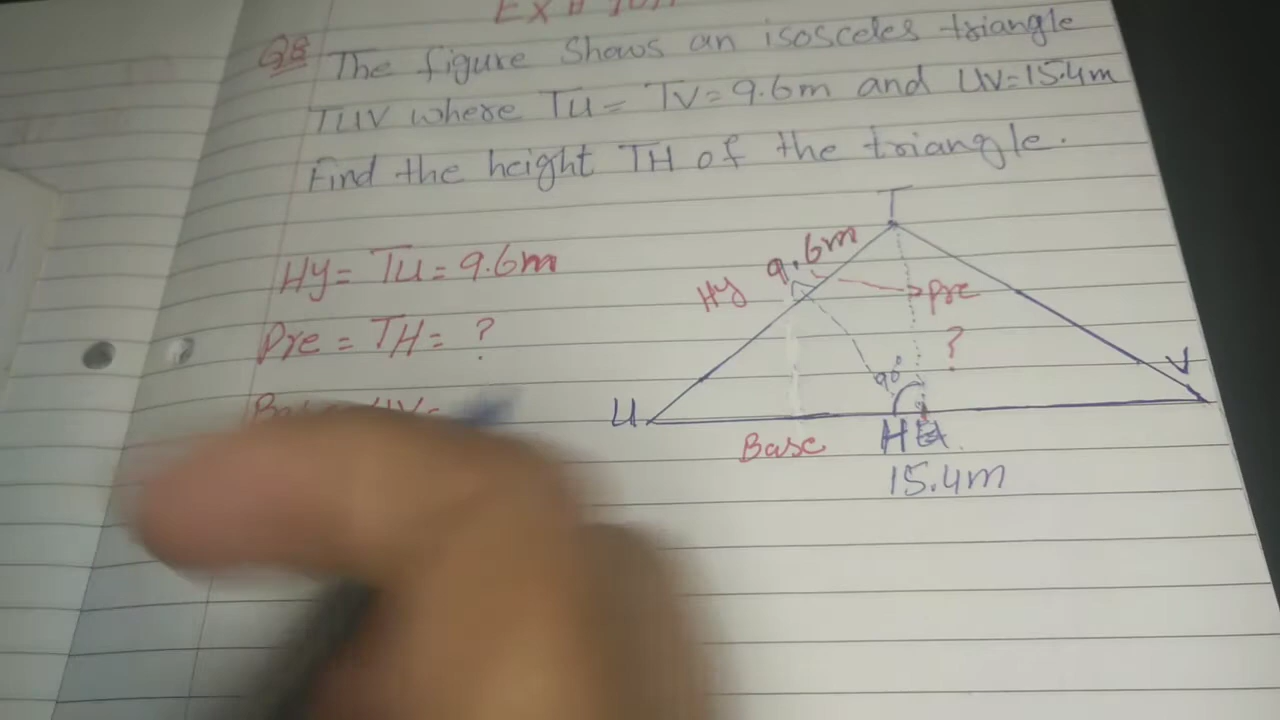 Q8 The figure Shows an isosceles triangle
TUV where TU = TV = 9.6m and UV = 15.4m
Find the height TH of the triangle.
T
Hy = TU = 9.6m
Hy 9.6m
Pre
Pre = TH = ?
?
90°
V
U
Base H
15.4m